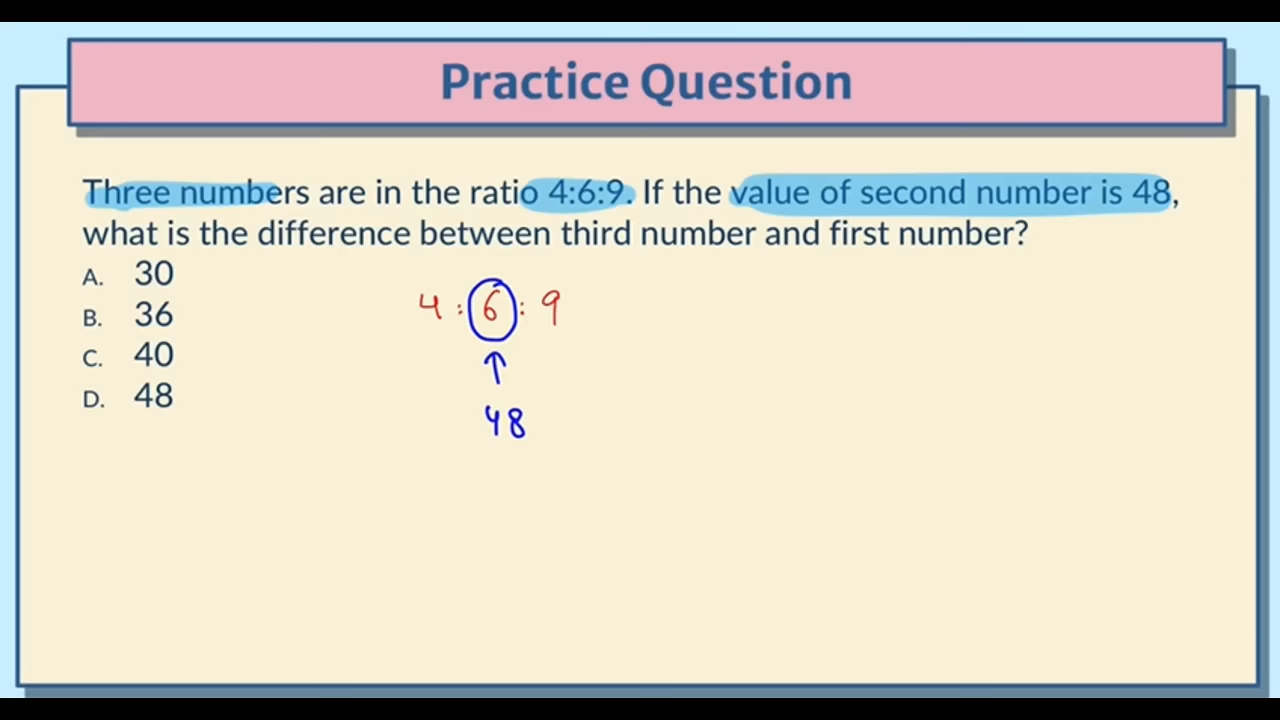 Practice Question
Three numbers are in the ratio 4:6:9. If the value of second number is 48,
what is the difference between third number and first number?
A. 30
B. 36
C. 40
D. 48
4 : 6 : 9
↑
48